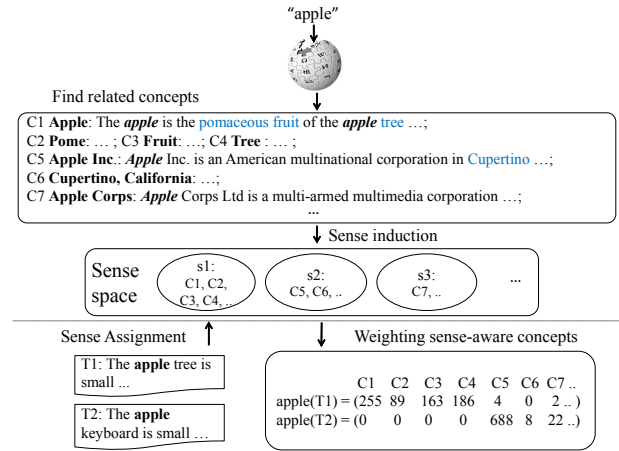 "apple"
Find related concepts
C1 Apple: The apple is the pomaceous fruit of the apple tree …;
C2 Pome: … ; C3 Fruit: …; C4 Tree : … ;
C5 Apple Inc.: Apple Inc. is an American multinational corporation in Cupertino …;
C6 Cupertino, California: …;
C7 Apple Corps: Apple Corps Ltd is a multi-armed multimedia corporation …;
...
Sense induction
Sense
space
s1:
C1, C2,
C3, C4, ..
s2:
C5, C6, ..
s3:
C7, ..
...
Sense Assignment
Weighting sense-aware concepts
T1: The apple tree is
small ...
T2: The apple
keyboard is small …
C1 C2 C3 C4 C5 C6 C7 ..
apple(T1) = (255 89 163 186 4 0 2 .. )
apple(T2) = (0 0 0 0 688 8 22 ..)